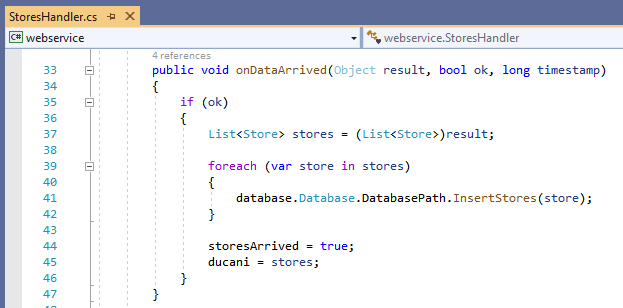 StoresHandler.cs
webservice
webservice.StoresHandler
4 references
33 public void onDataArrived(Object result, bool ok, long timestamp)
34 {
35 if (ok)
36 {
37 List<Store> stores = (List<Store>)result;
38
39 foreach (var store in stores)
40 {
41 database.Database.DatabasePath.InsertStores(store);
42 }
43
44 storesArrived = true;
45 ducani = stores;
46 }
47 }